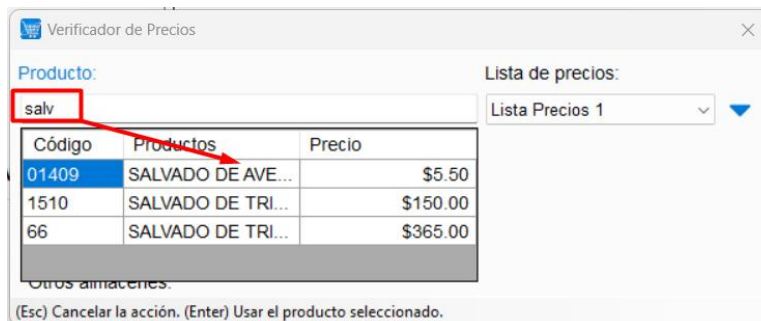 Verificador de Precios
Producto:
Lista de precios:
salv
Lista Precios 1
Código Productos Precio
01409 SALVADO DE AVE... $5.50
1510 SALVADO DE TRI... $150.00
66 SALVADO DE TRI... $365.00
Otros almacenes:
(Esc) Cancelar la acción. (Enter) Usar el producto seleccionado.